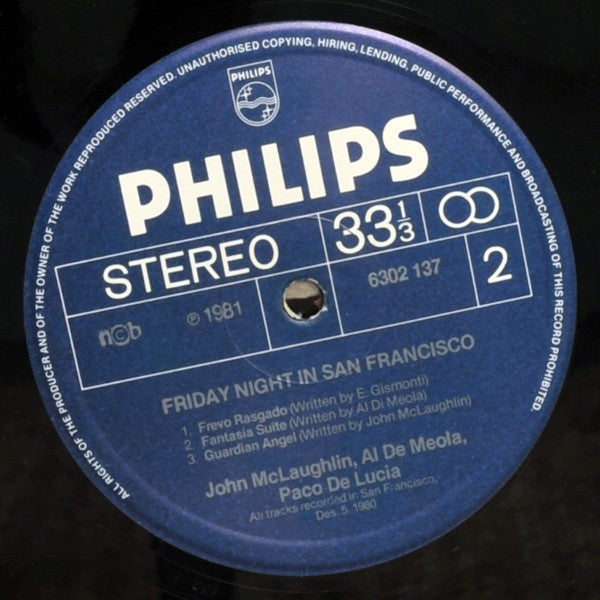 ALL RIGHTS OF THE PRODUCER AND OF THE OWNER OF THE WORK REPRODUCED RESERVED. UNAUTHORISED COPYING, HIRING, LENDING, PUBLIC PERFORMANCE AND BROADCASTING OF THIS RECORD PROHIBITED.
PHILIPS
PHILIPS
STEREO 33 1/3
ncb ℗ 1981 6302 137 2
FRIDAY NIGHT IN SAN FRANCISCO
1. Frevo Rasgado (Written by E. Gismonti)
2. Fantasia Suite (Written by Al Di Meola)
3 Guardian Angel (Written by John McLaughlin)
John McLaughlin, Al De Meola,
Paco De Lucia
All tracks recorded in San Francisco,
Des. 5. 1980